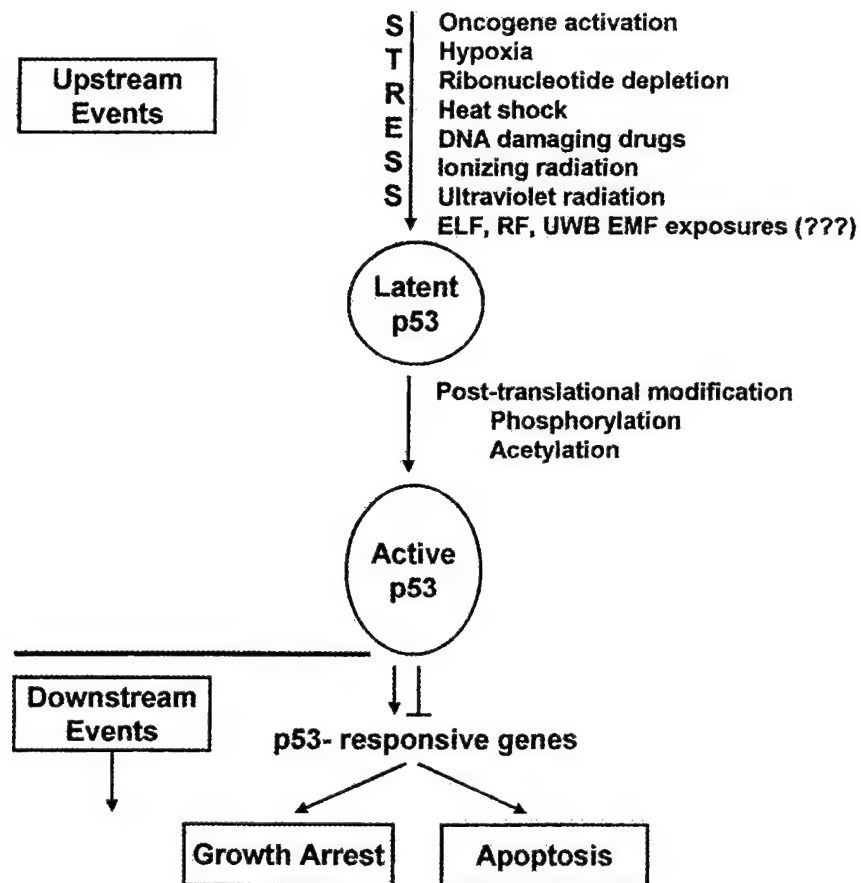 STRESS
Oncogene activation
Hypoxia
Ribonucleotide depletion
Heat shock
DNA damaging drugs
Ionizing radiation
Ultraviolet radiation
ELF, RF, UWB EMF exposures (???)
Upstream
Events
Latent
p53
Post-translational modification
Phosphorylation
Acetylation
Active
p53
Downstream
Events
p53- responsive genes
Growth Arrest
Apoptosis